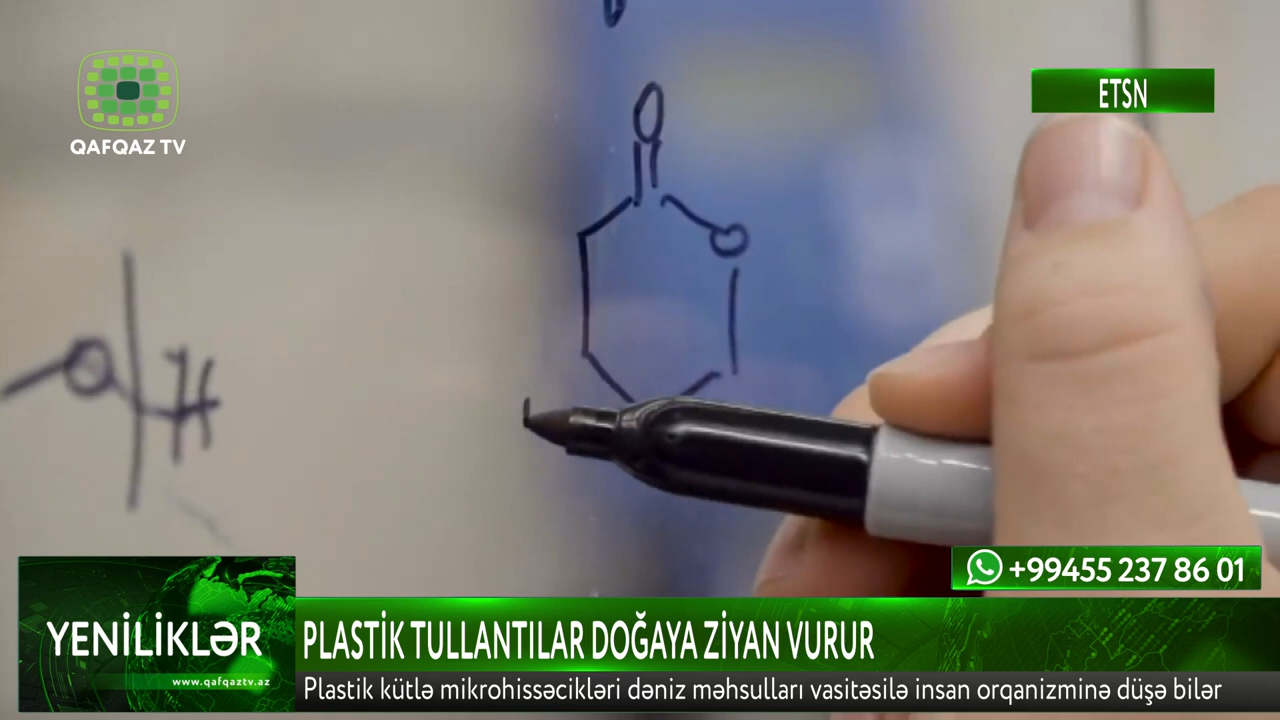 QAFQAZ TV
ETSN
O
O
O
H
+99455 237 86 01
YENİLİKLƏR
www.qafqaztv.az
PLASTİK TULLANTILAR DOĞAYA ZİYAN VURUR
Plastik kütlə mikrohissəcikləri dəniz məhsulları vasitəsilə insan orqanizminə düşə bilər